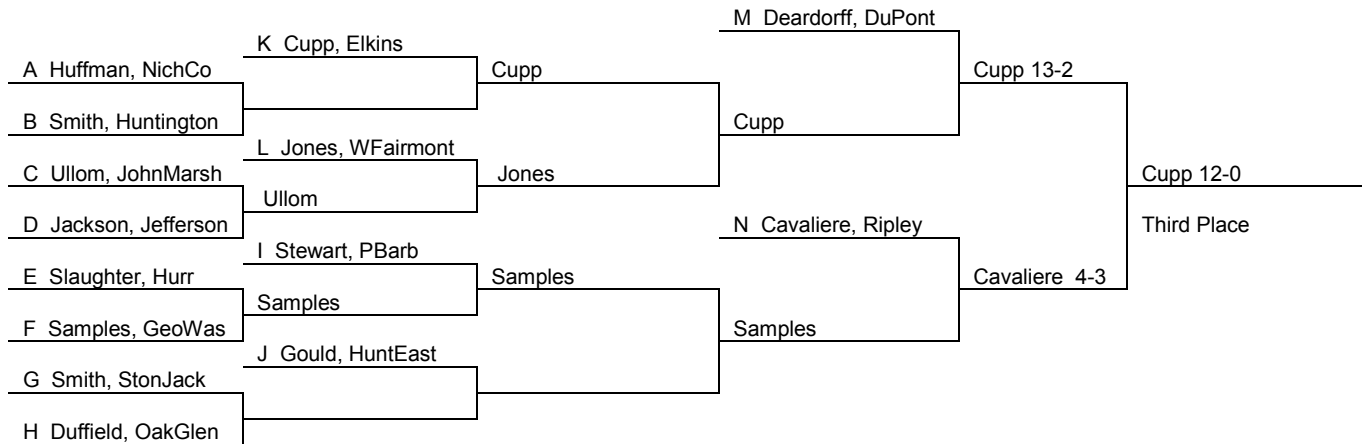 M Deardorff, DuPont
K Cupp, Elkins
A Huffman, NichCo
Cupp
Cupp 13-2
B Smith, Huntington
Cupp
L Jones, WFairmont
C Ullom, JohnMarsh
Jones
Cupp 12-0
Ullom
D Jackson, Jefferson
N Cavaliere, Ripley
Third Place
I Stewart, PBarb
E Slaughter, Hurr
Samples
Cavaliere 4-3
Samples
F Samples, GeoWas
Samples
J Gould, HuntEast
G Smith, StonJack
H Duffield, OakGlen